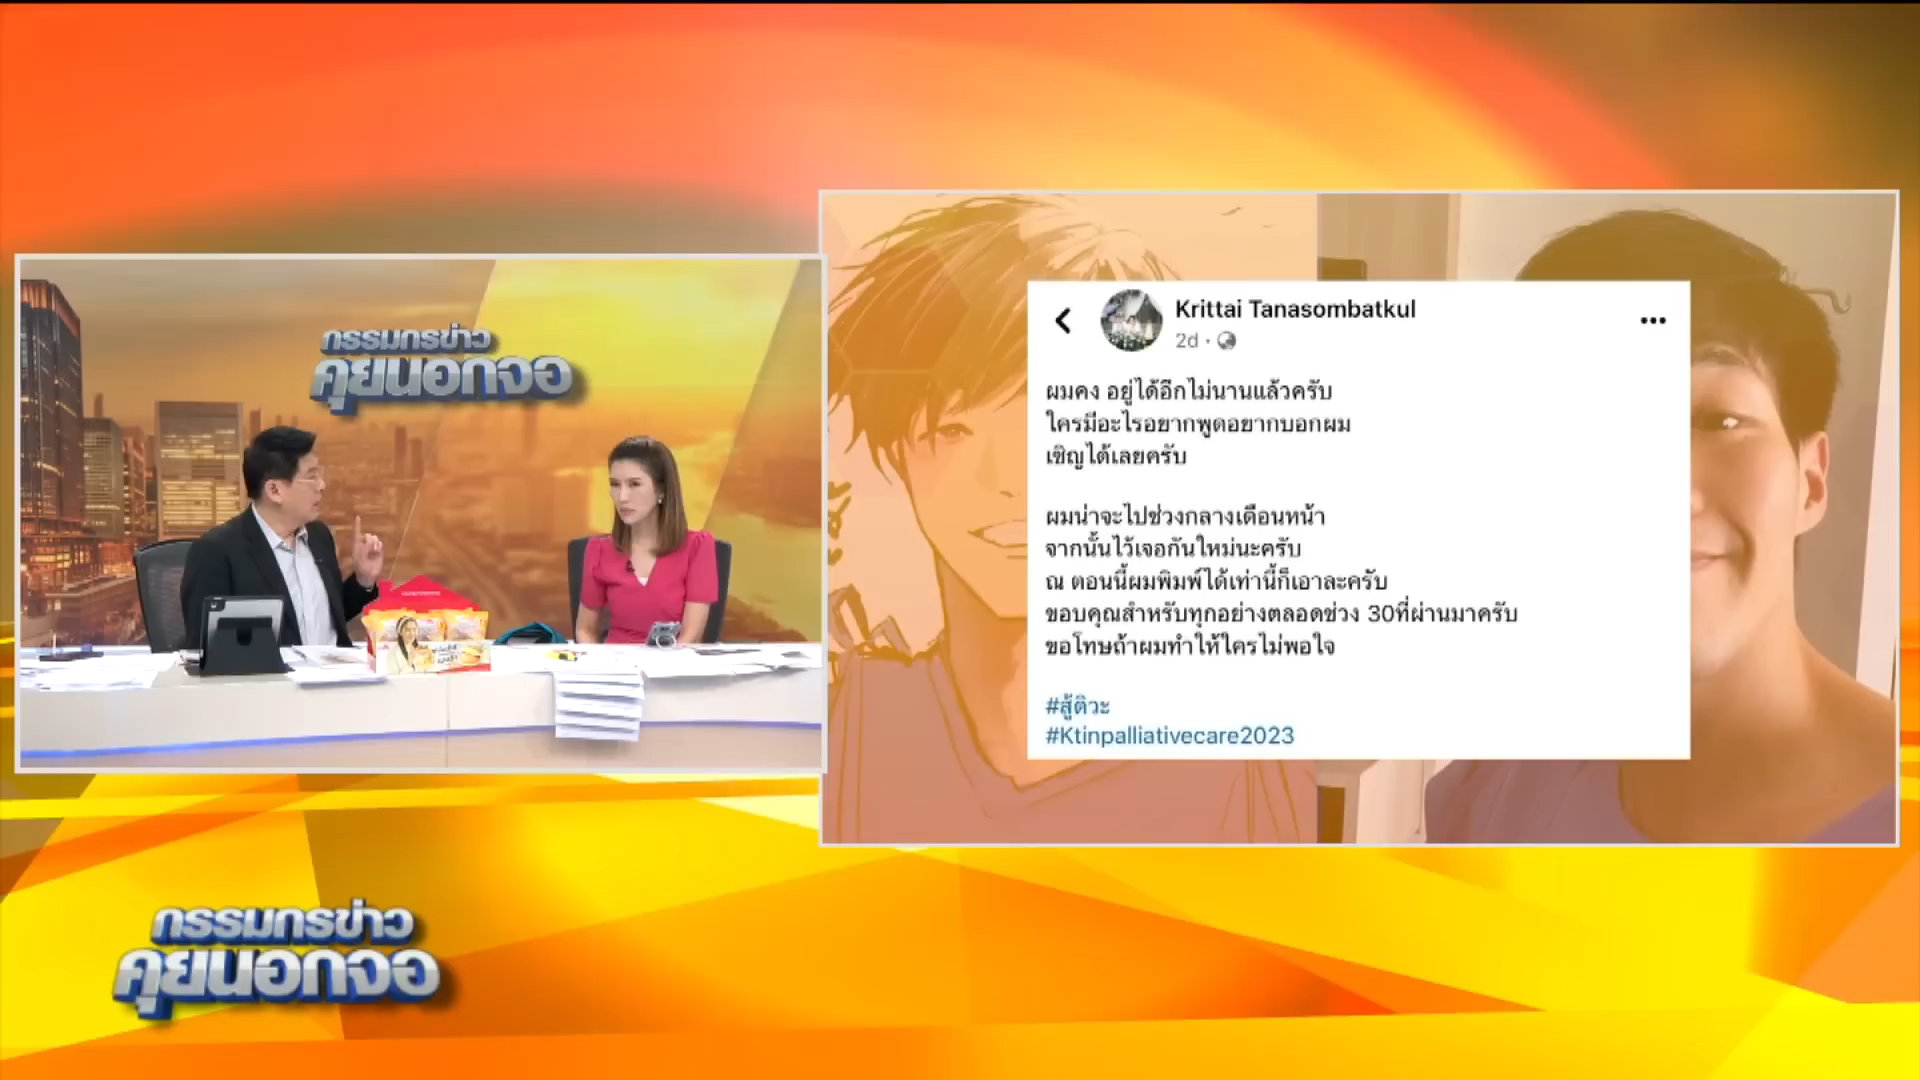 กรรมกรข่าว
คุยนอกจอ
Krittai Tanasombatkul
2d
ผมคง อยู่ได้อีกไม่นานแล้วครับ
ใครมีอะไรอยากพูดอยากบอกผม
เชิญได้เลยครับ
ผมน่าจะไปช่วงกลางเดือนหน้า
จากนั้นไว้เจอกันใหม่นะครับ
ณ ตอนนี้ผมพิมพ์ได้เท่านี้ก็เอาละครับ
ขอบคุณสำหรับทุกอย่างตลอดช่วง 30ที่ผ่านมาครับ
ขอโทษถ้าผมทำให้ใครไม่พอใจ
#สู้ดิวะ
#Ktinpalliativecare2023
กรรมกรข่าว
คุยนอกจอ